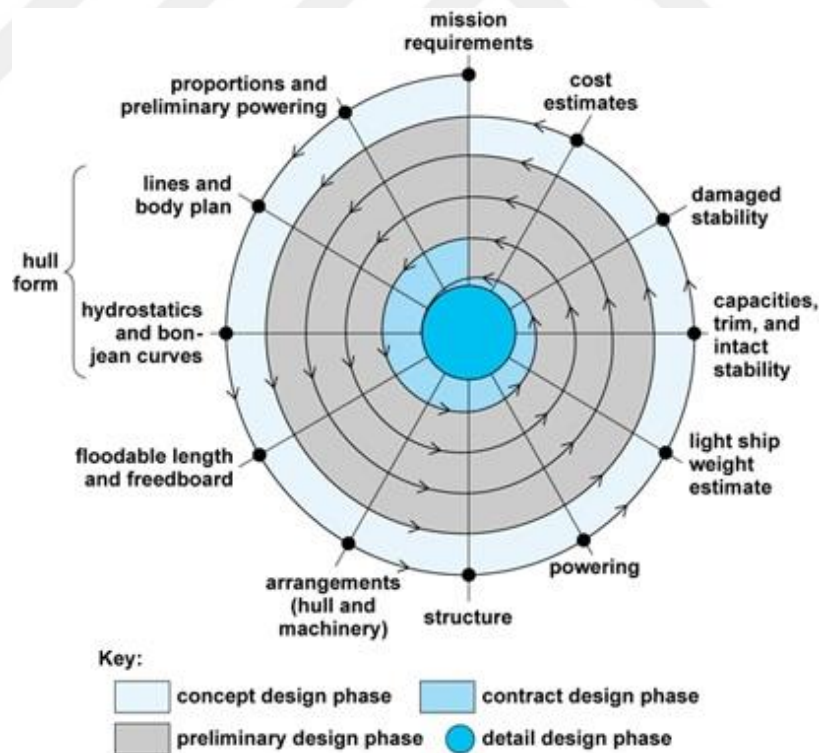 mission
requirements
proportions and
preliminary powering
cost
estimates
lines and
body plan
damaged
stability
hull
form
hydrostatics
and bon-
jean curves
capacities,
trim, and
intact
stability
floodable length
and freedboard
light ship
weight
estimate
arrangements
(hull and
machinery)
structure
powering
Key:
concept design phase
contract design phase
preliminary design phase
detail design phase